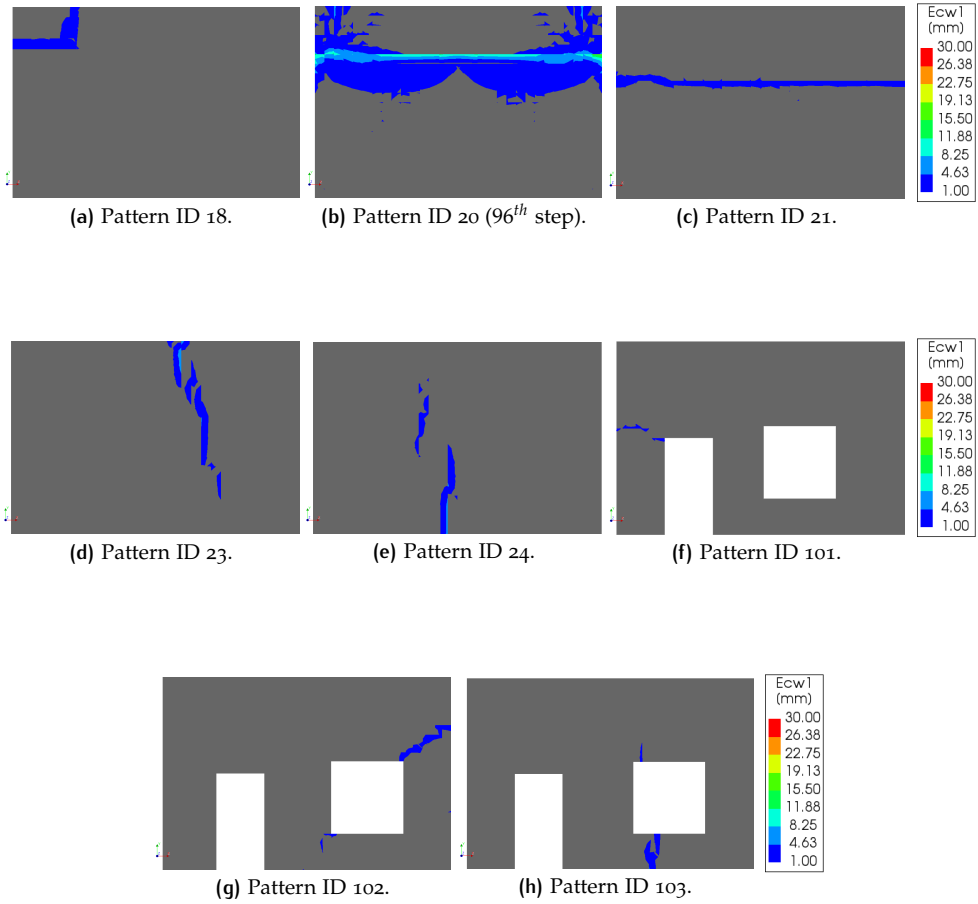 Ecw1
(mm)
30.00
26.38
22.75
19.13
15.50
11.88
8.25
4.63
1.00
(a) Pattern ID 18.
(b) Pattern ID 20 (96th step).
(c) Pattern ID 21.
Ecw1
(mm)
30.00
26.38
22.75
19.13
15.50
11.88
8.25
4.63
1.00
(d) Pattern ID 23.
(e) Pattern ID 24.
(f) Pattern ID 101.
Ecw1
(mm)
30.00
26.38
22.75
19.13
15.50
11.88
8.25
4.63
1.00
(g) Pattern ID 102.
(h) Pattern ID 103.